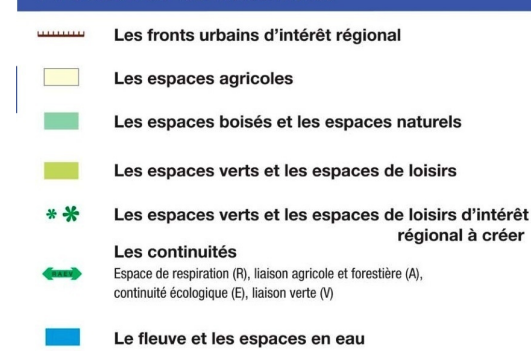 Les fronts urbains d'intérêt régional
Les espaces agricoles
Les espaces boisés et les espaces naturels
Les espaces verts et les espaces de loisirs
Les espaces verts et les espaces de loisirs d'intérêt
régional à créer
Les continuités
Espace de respiration (R), liaison agricole et forestière (A),
continuité écologique (E), liaison verte (V)
Le fleuve et les espaces en eau